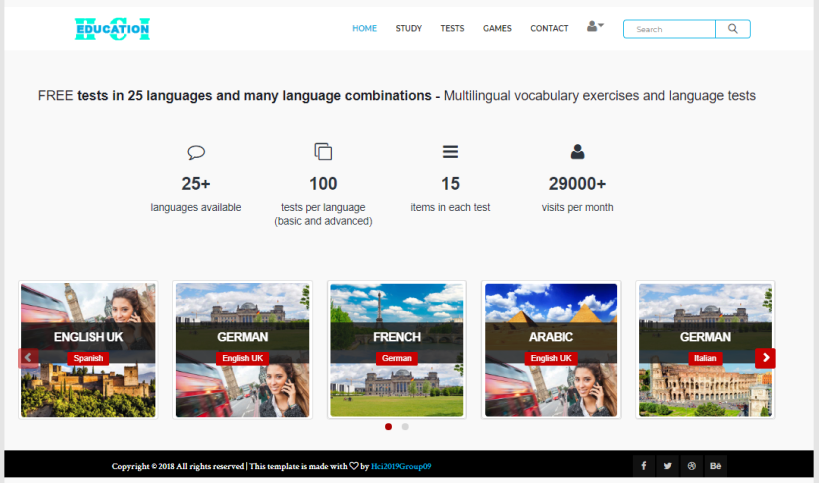 HCI
EDUCATION
HOME STUDY TESTS GAMES CONTACT Search
FREE tests in 25 languages and many language combinations - Multilingual vocabulary exercises and language tests
25+ 100 15 29000+
languages available tests per language items in each test visits per month
(basic and advanced)
ENGLISH UK GERMAN FRENCH ARABIC GERMAN
Spanish English UK German English UK Italian
Copyright © 2018 All rights reserved | This template is made with ♡ by Hci2019Group09
Bē